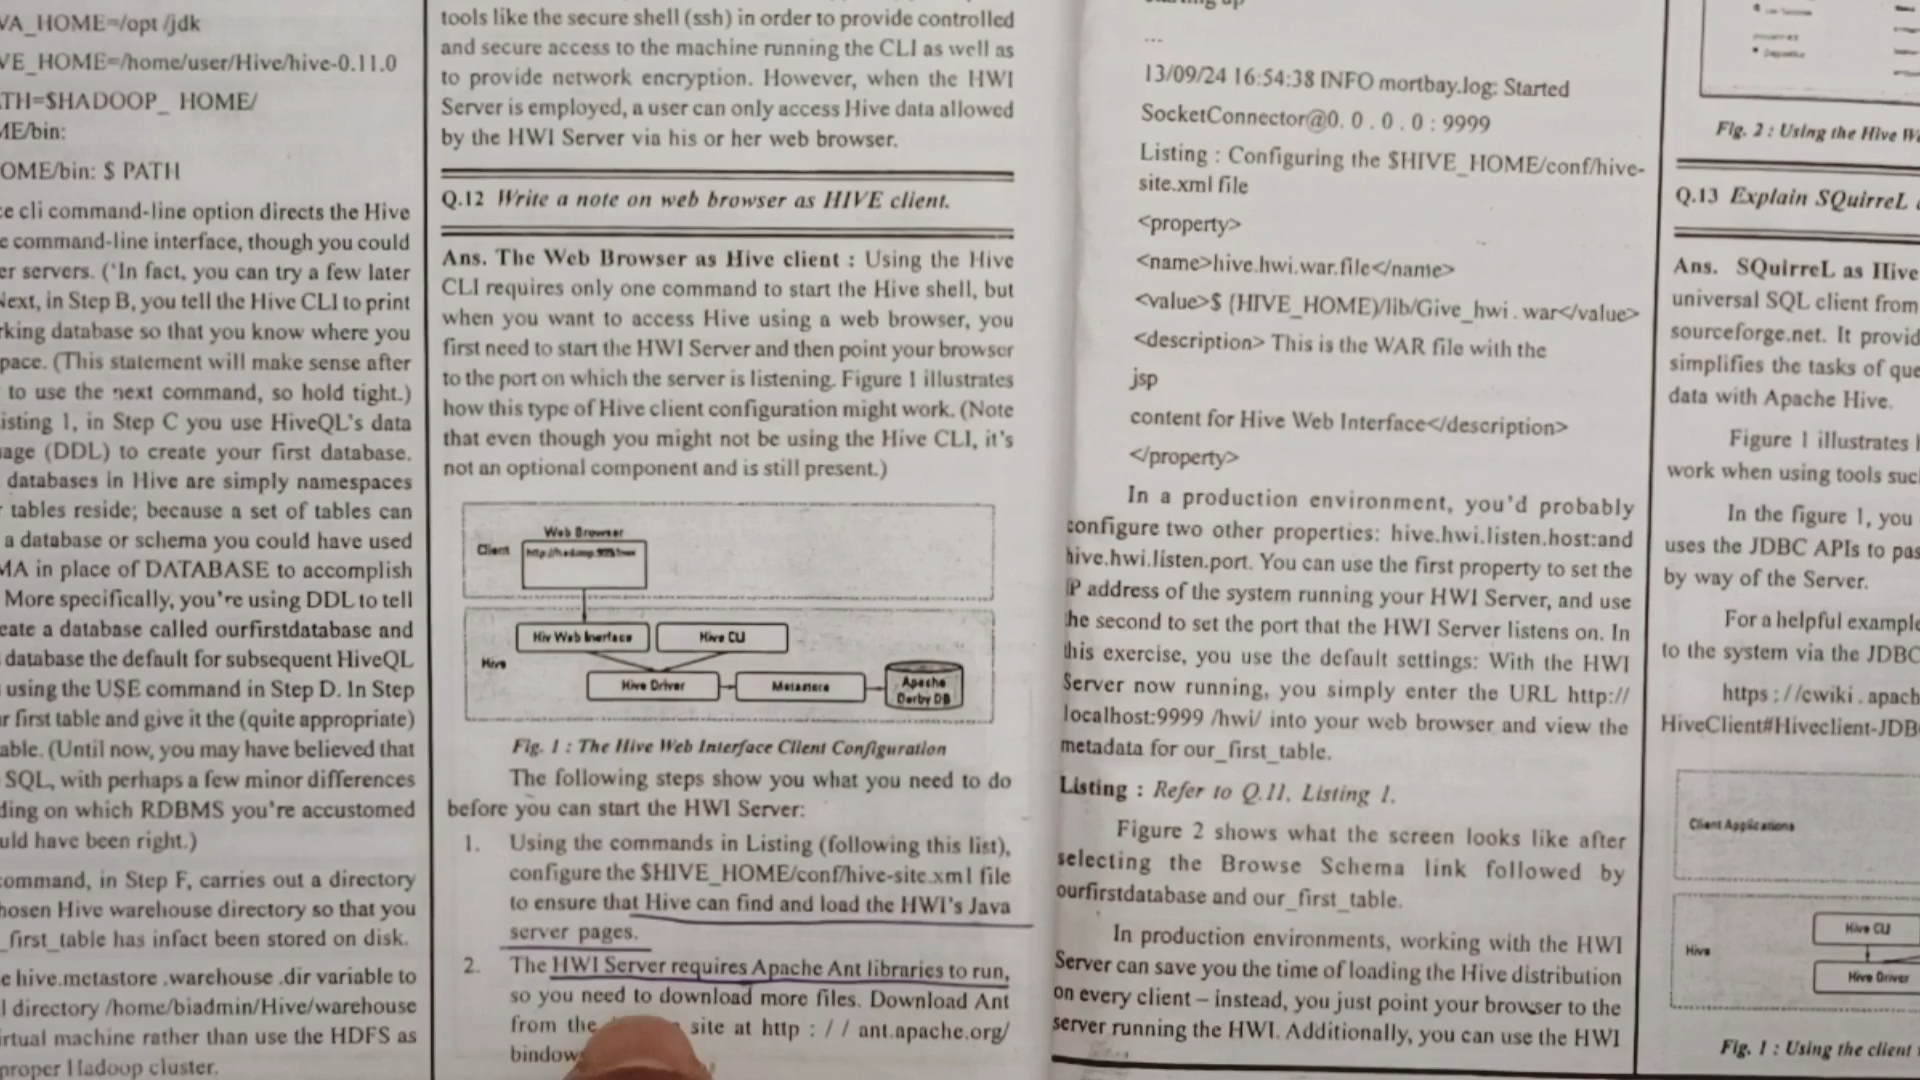 VA_HOME=/opt /jdk
VE_HOME=/home/user/Hive/hive-0.11.0
TH=$HADOOP_ HOME/
ME/bin:
OME/bin: $ PATH
e cli command-line option directs the Hive
e command-line interface, though you could
er servers. ('In fact, you can try a few later
Next, in Step B, you tell the Hive CLI to print
rking database so that you know where you
pace. (This statement will make sense after
to use the next command, so hold tight.)
isting 1, in Step C you use HiveQL's data
age (DDL) to create your first database.
databases in Hive are simply namespaces
tables reside; because a set of tables can
a database or schema you could have used
MA in place of DATABASE to accomplish
More specifically, you're using DDL to tell
eate a database called ourfirstdatabase and
database the default for subsequent HiveQL
using the USE command in Step D. In Step
r first table and give it the (quite appropriate)
able. (Until now, you may have believed that
SQL, with perhaps a few minor differences
ding on which RDBMS you're accustomed
uld have been right.)
command, in Step F, carries out a directory
hosen Hive warehouse directory so that you
_first_table has infact been stored on disk.
e hive.metastore .warehouse .dir variable to
l directory /home/biadmin/Hive/warehouse
irtual machine rather than use the HDFS as
proper Hadoop cluster.
tools like the secure shell (ssh) in order to provide controlled
and secure access to the machine running the CLI as well as
to provide network encryption. However, when the HWI
Server is employed, a user can only access Hive data allowed
by the HWI Server via his or her web browser.
Q.12 Write a note on web browser as HIVE client.
Ans. The Web Browser as Hive client : Using the Hive
CLI requires only one command to start the Hive shell, but
when you want to access Hive using a web browser, you
first need to start the HWI Server and then point your browser
to the port on which the server is listening. Figure 1 illustrates
how this type of Hive client configuration might work. (Note
that even though you might not be using the Hive CLI, it's
not an optional component and is still present.)
Web Browser
Client
Hiv Web Inerface
Hive CLI
Hive
Hive Driver
Metastore
Apache
Derby DB
Fig. 1 : The Hive Web Interface Client Configuration
The following steps show you what you need to do
before you can start the HWI Server:
1. Using the commands in Listing (following this list),
configure the $HIVE_HOME/conf/hive-site.xml file
to ensure that Hive can find and load the HWI's Java
server pages.
2. The HWI Server requires Apache Ant libraries to run,
so you need to download more files. Download Ant
from the site at http : / / ant.apache.org/
bindow
...
13/09/24 16:54:38 INFO mortbay.log: Started
SocketConnector@0. 0 . 0 . 0 : 9999
Listing : Configuring the $HIVE_HOME/conf/hive-
site.xml file
<property>
<name>hive.hwi.war.file</name>
<value>$ (HIVE_HOME)/lib/Give_hwi . war</value>
<description> This is the WAR file with the
jsp
content for Hive Web Interface</description>
</property>
In a production environment, you'd probably
configure two other properties: hive.hwi.listen.host:and
hive.hwi.listen.port. You can use the first property to set the
IP address of the system running your HWI Server, and use
the second to set the port that the HWI Server listens on. In
this exercise, you use the default settings: With the HWI
Server now running, you simply enter the URL http://
localhost:9999 /hwi/ into your web browser and view the
metadata for our_first_table.
Listing : Refer to Q.11, Listing 1.
Figure 2 shows what the screen looks like after
selecting the Browse Schema link followed by
ourfirstdatabase and our_first_table.
In production environments, working with the HWI
Server can save you the time of loading the Hive distribution
on every client – instead, you just point your browser to the
server running the HWI. Additionally, you can use the HWI
Fig. 2 : Using the Hive W
Q.13 Explain SQuirreL
Ans. SQuirreL as Hive
universal SQL client from
sourceforge.net. It provid
simplifies the tasks of que
data with Apache Hive.
Figure 1 illustrates h
work when using tools suc
In the figure 1, you
uses the JDBC APIs to pas
by way of the Server.
For a helpful example
to the system via the JDBC
https : / /cwiki . apach
HiveClient#Hiveclient-JDB
Client Applications
Hive CLI
Hive
Hive Driver
Fig. 1 : Using the client